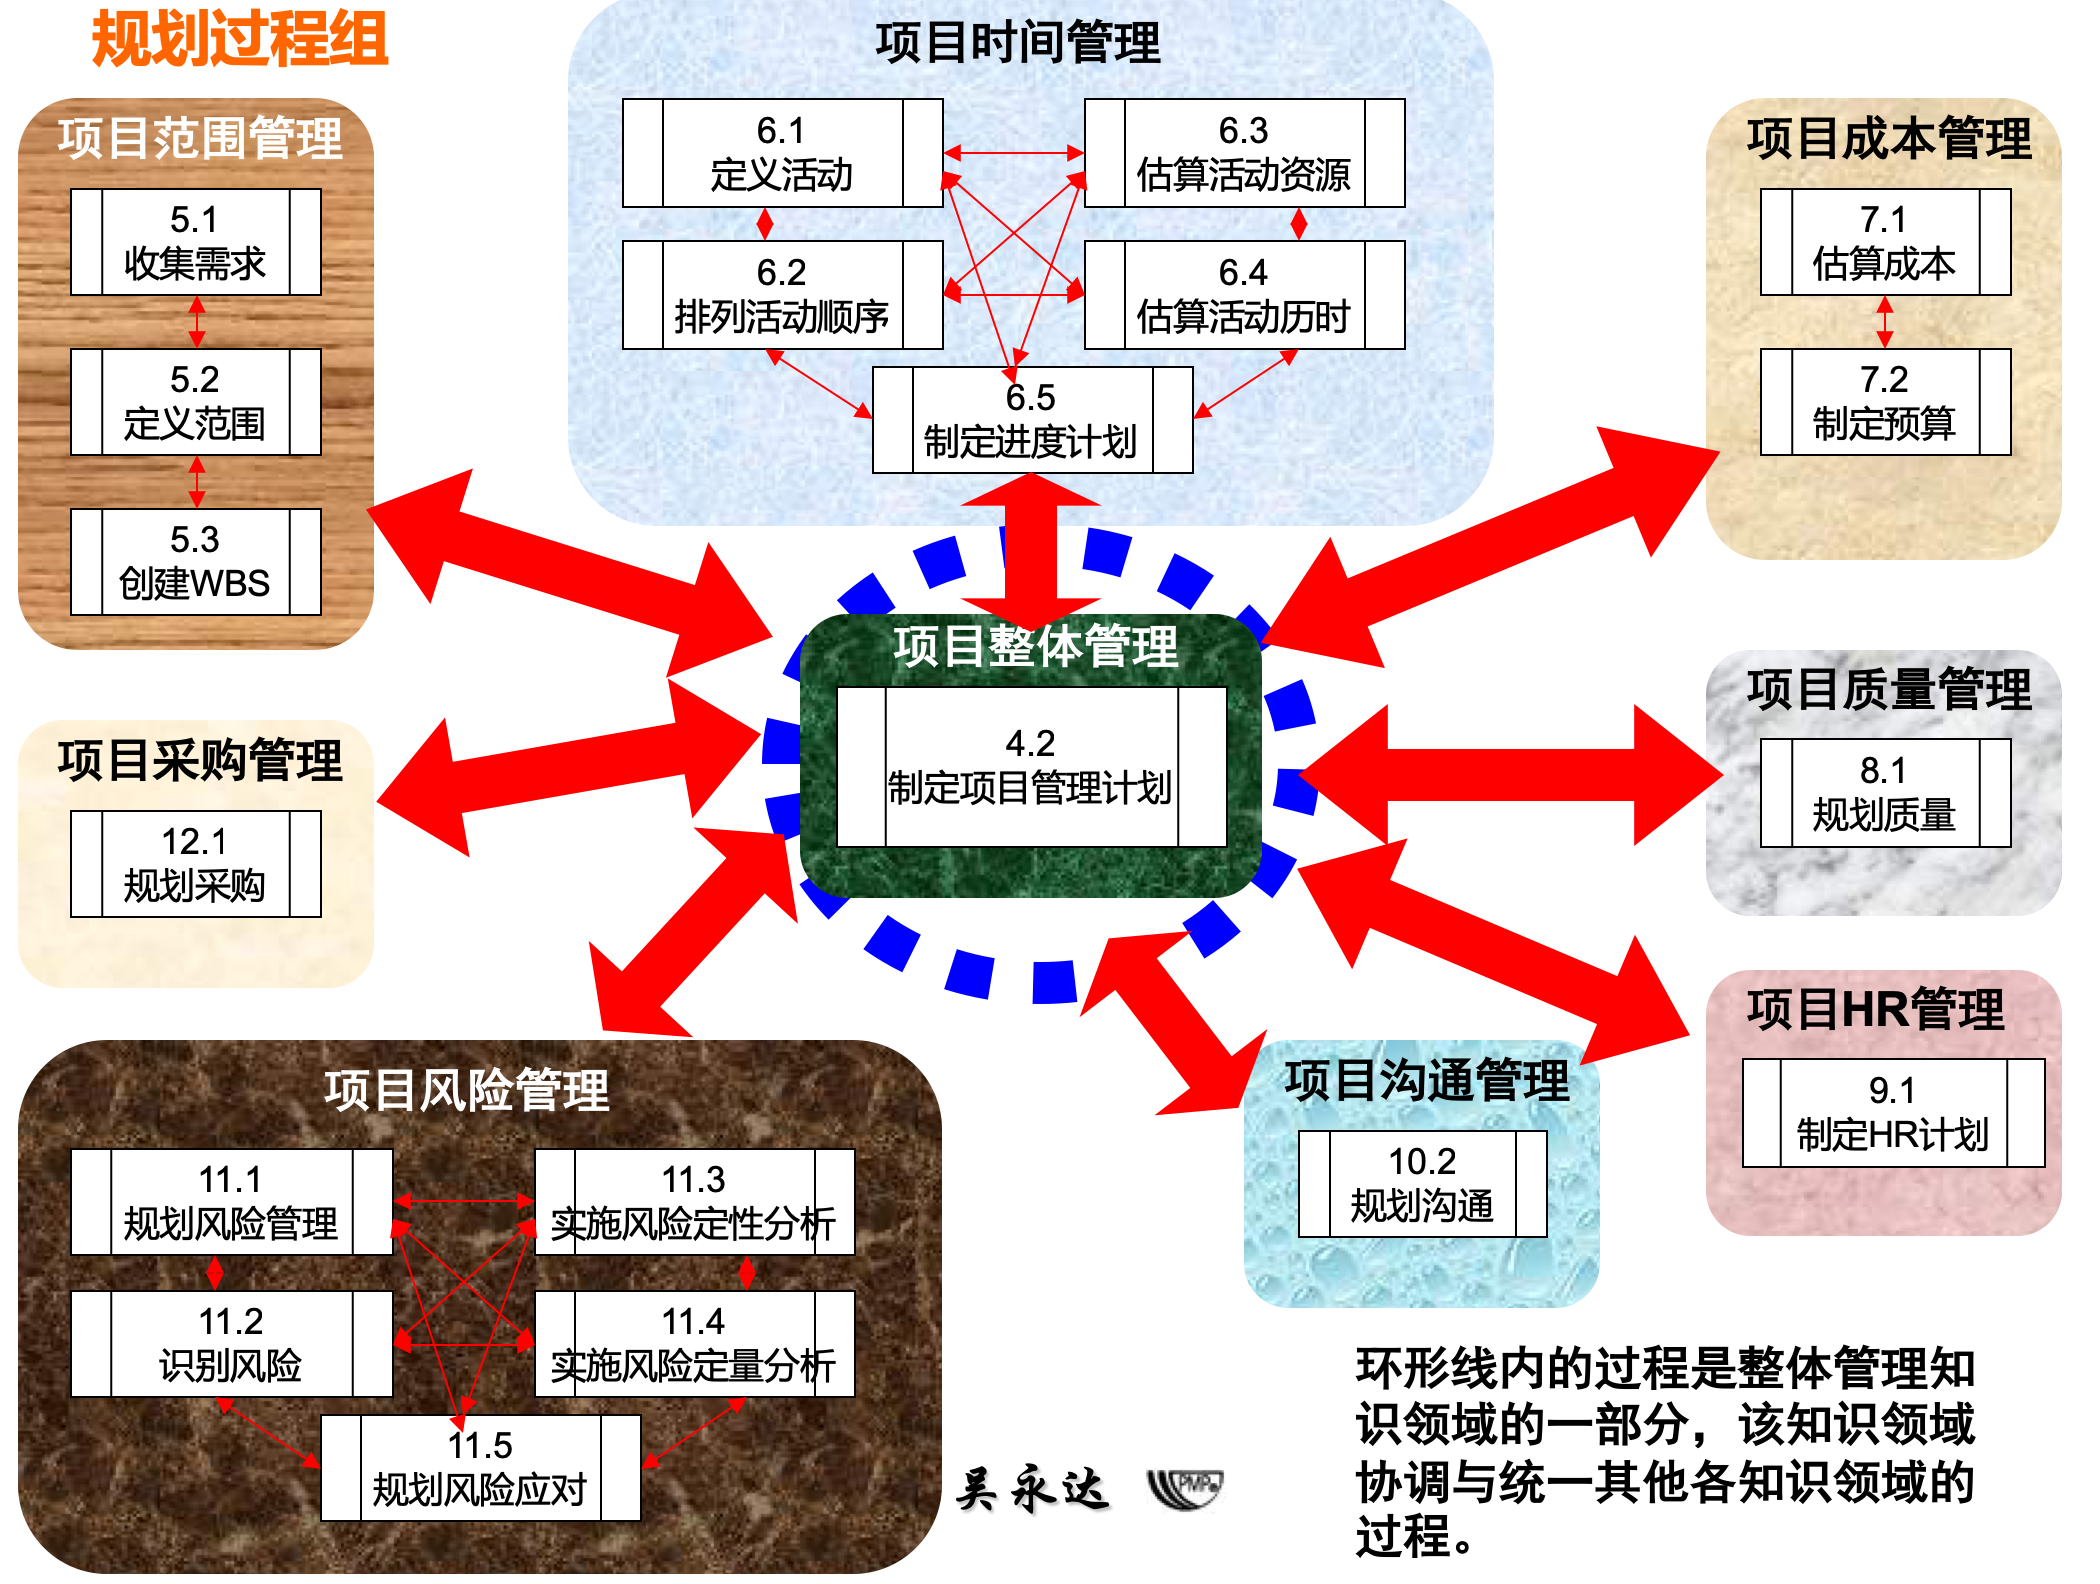 规划过程组
项目范围管理
5.1
收集需求
5.2
定义范围
5.3
创建WBS
项目时间管理
6.1
定义活动
6.3
估算活动资源
6.2
排列活动顺序
6.4
估算活动历时
6.5
制定进度计划
项目成本管理
7.1
估算成本
7.2
制定预算
项目整体管理
4.2
制定项目管理计划
项目采购管理
12.1
规划采购
项目质量管理
8.1
规划质量
项目HR管理
9.1
制定HR计划
项目沟通管理
10.2
规划沟通
项目风险管理
11.1
规划风险管理
11.3
实施风险定性分析
11.2
识别风险
11.4
实施风险定量分析
11.5
规划风险应对
吴永达
PMP
环形线内的过程是整体管理知
识领域的一部分，该知识领域
协调与统一其他各知识领域的
过程。